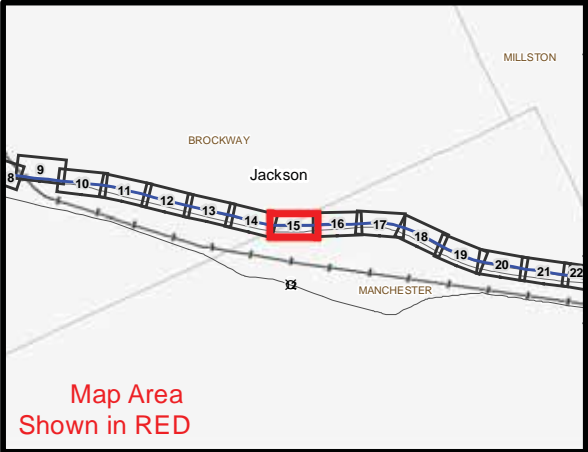 MILLSTON
BROCKWAY
Jackson
8
9
10
11
12
13
14
15
16
17
18
19
20
21
22
MANCHESTER
Map Area
Shown in RED